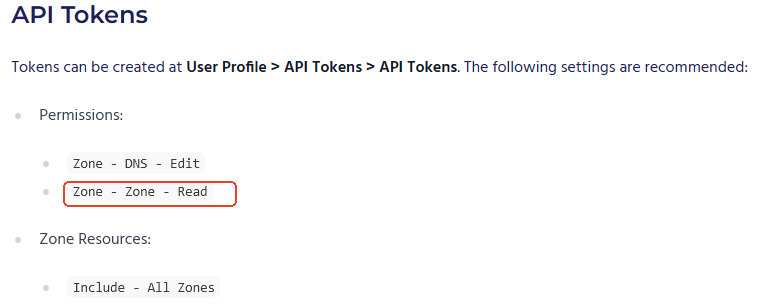 API Tokens
Tokens can be created at User Profile > API Tokens > API Tokens. The following settings are recommended:
Permissions:
Zone - DNS - Edit
Zone - Zone - Read
Zone Resources:
Include - All Zones